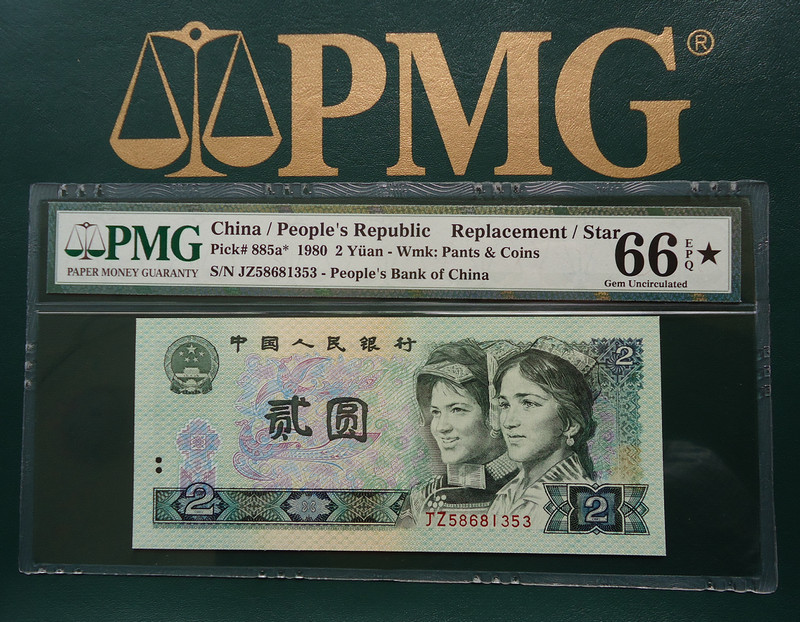 PMG®
PMG
PAPER MONEY GUARANTY
China / People's Republic Replacement / Star
Pick# 885a* 1980 2 Yüan - Wmk: Pants & Coins
S/N JZ58681353 - People's Bank of China
66 EPQ ★
Gem Uncirculated
中国人民银行
2
贰圆
2
JZ58681353
2